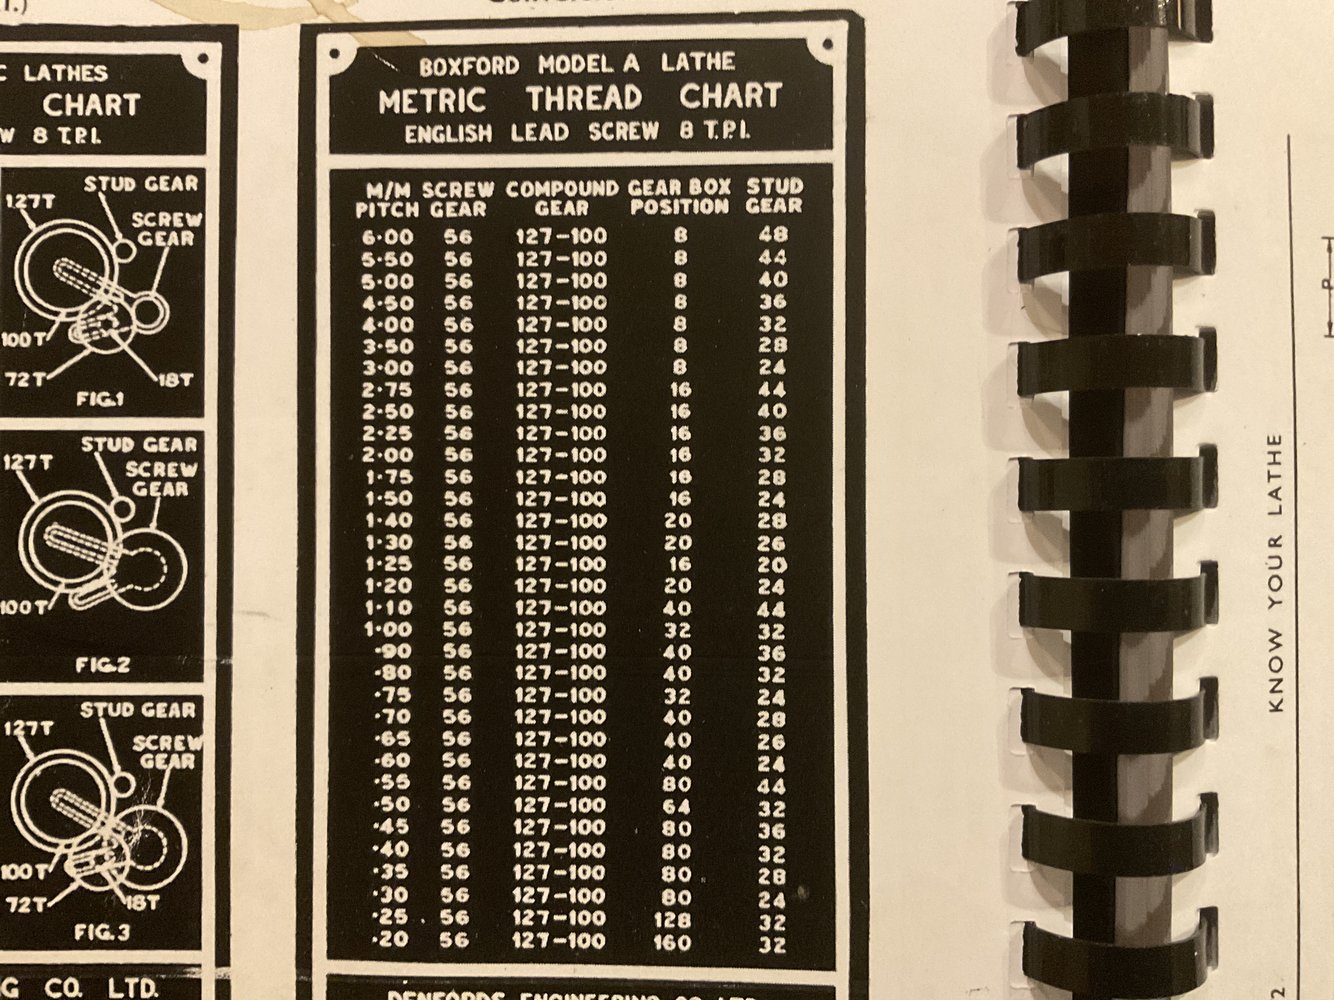 C LATHES
CHART
W 8 T.P.I.
STUD GEAR
127T
SCREW
GEAR
100T
72T
18T
FIG.1
STUD GEAR
127T
SCREW
GEAR
100T
FIG.2
STUD GEAR
127T
SCREW
GEAR
100T
72T
18T
FIG.3
G CO. LTD.
BOXFORD MODEL A LATHE
METRIC THREAD CHART
ENGLISH LEAD SCREW 8 T.P.I.
M/M SCREW COMPOUND GEAR BOX STUD
PITCH GEAR GEAR POSITION GEAR
6·00 56 127-100 8 48
5·50 56 127-100 8 44
5·00 56 127-100 8 40
4·50 56 127-100 8 36
4·00 56 127-100 8 32
3·50 56 127-100 8 28
3·00 56 127-100 8 24
2·75 56 127-100 16 44
2·50 56 127-100 16 40
2·25 56 127-100 16 36
2·00 56 127-100 16 32
1·75 56 127-100 16 28
1·50 56 127-100 16 24
1·40 56 127-100 20 28
1·30 56 127-100 20 26
1·25 56 127-100 16 20
1·20 56 127-100 20 24
1·10 56 127-100 40 44
1·00 56 127-100 32 32
·90 56 127-100 40 36
·80 56 127-100 40 32
·75 56 127-100 32 24
·70 56 127-100 40 28
·65 56 127-100 40 26
·60 56 127-100 40 24
·55 56 127-100 80 44
·50 56 127-100 64 32
·45 56 127-100 80 36
·40 56 127-100 80 32
·35 56 127-100 80 28
·30 56 127-100 80 24
·25 56 127-100 128 32
·20 56 127-100 160 32
DENFORDS ENGINEERING CO. LTD.
KNOW YOUR LATHE
P
2